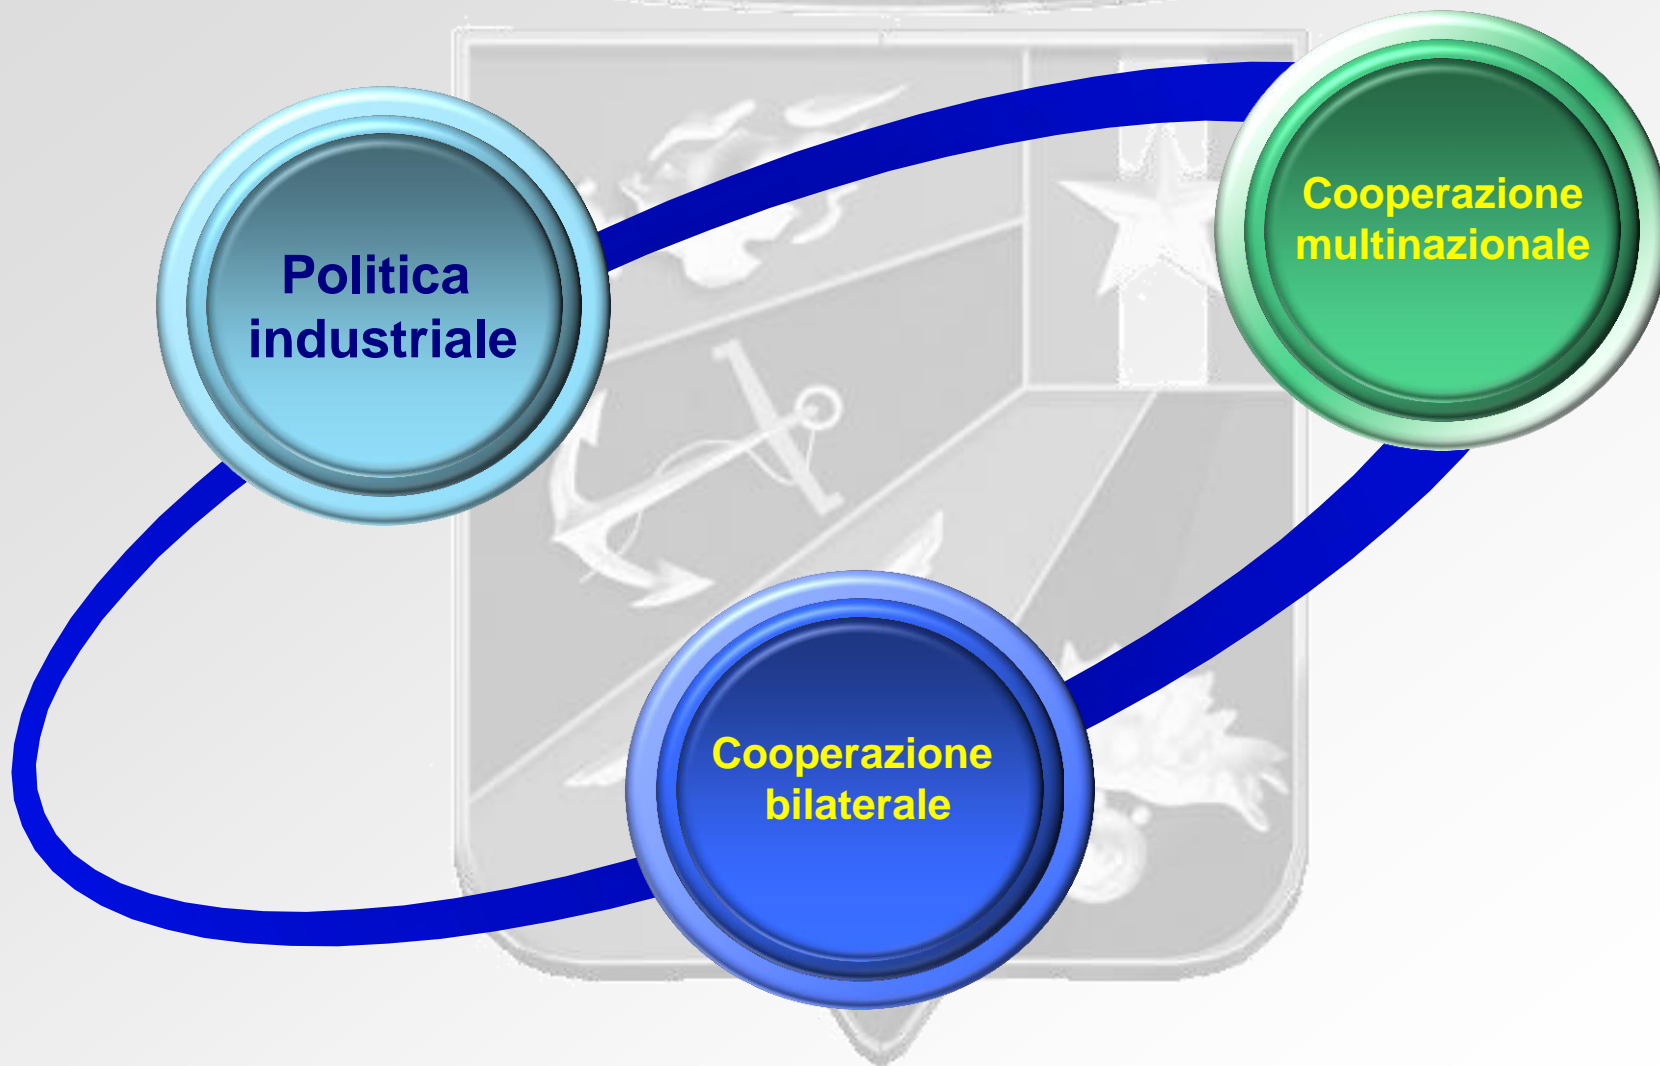 Politica
industriale
Cooperazione
multinazionale
Cooperazione
bilaterale